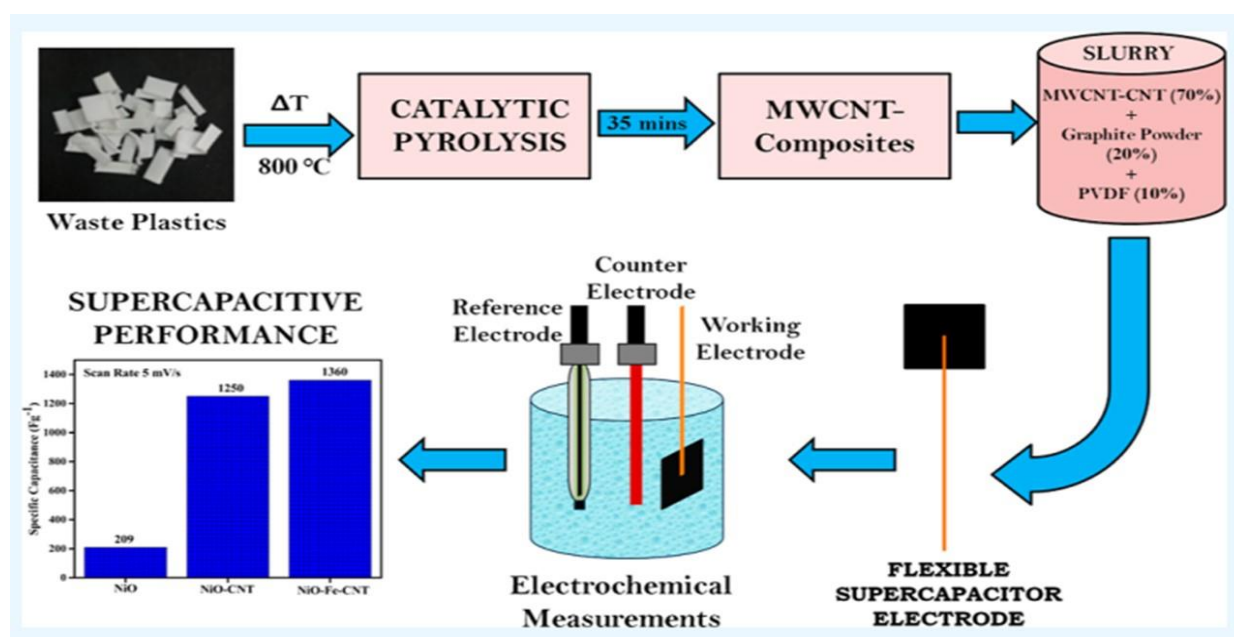 ΔT
800 °C
Waste Plastics
CATALYTIC
PYROLYSIS
35 mins
MWCNT-
Composites
SLURRY
MWCNT-CNT (70%)
+
Graphite Powder
(20%)
+
PVDF (10%)
SUPERCAPACITIVE
PERFORMANCE
Scan Rate 5 mV/s
Specific Capacitance (Fg⁻¹)
1400
1200
1000
800
600
400
200
0
209
1250
1360
NiO
NiO-CNT
NiO-Fe-CNT
Reference
Electrode
Counter
Electrode
Working
Electrode
Electrochemical
Measurements
FLEXIBLE
SUPERCAPACITOR
ELECTRODE